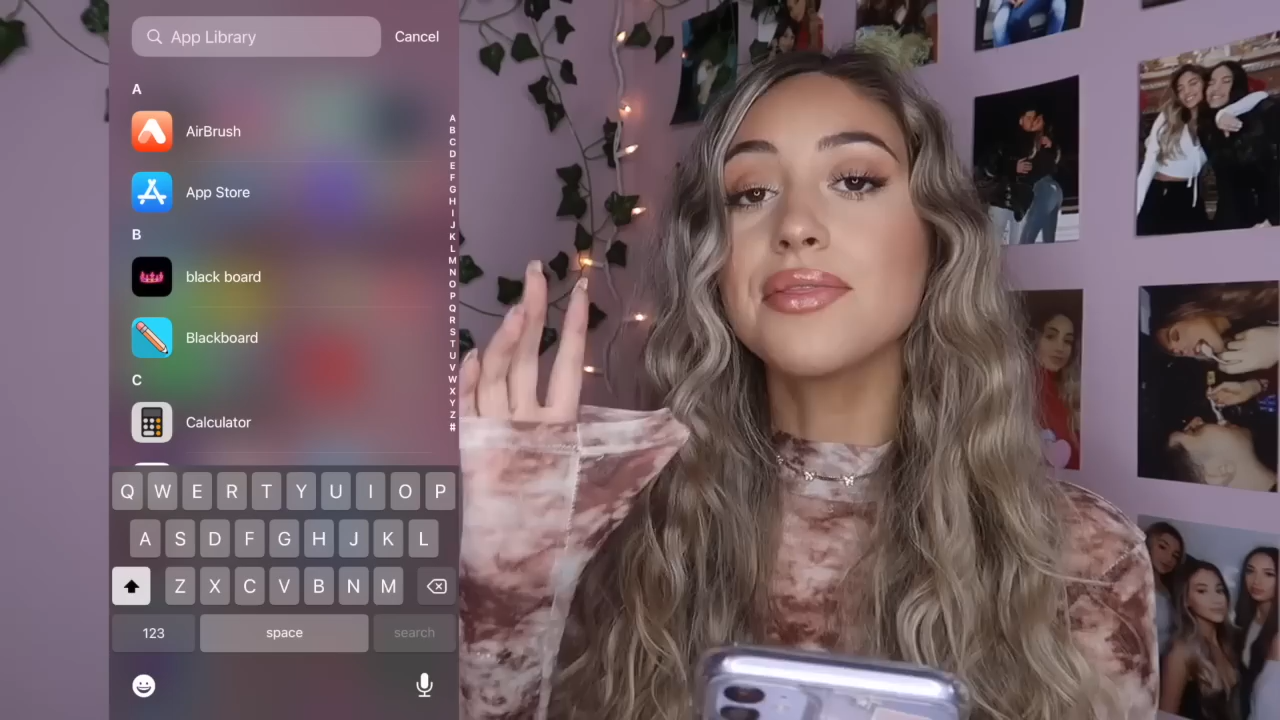 App Library
Cancel
A
AirBrush
App Store
B
black board
Blackboard
C
Calculator
A
B
C
D
E
F
G
H
I
J
K
L
M
N
O
P
Q
R
S
T
U
V
W
X
Y
Z
#
Q W E R T Y U I O P
A S D F G H J K L
Z X C V B N M
123 space search